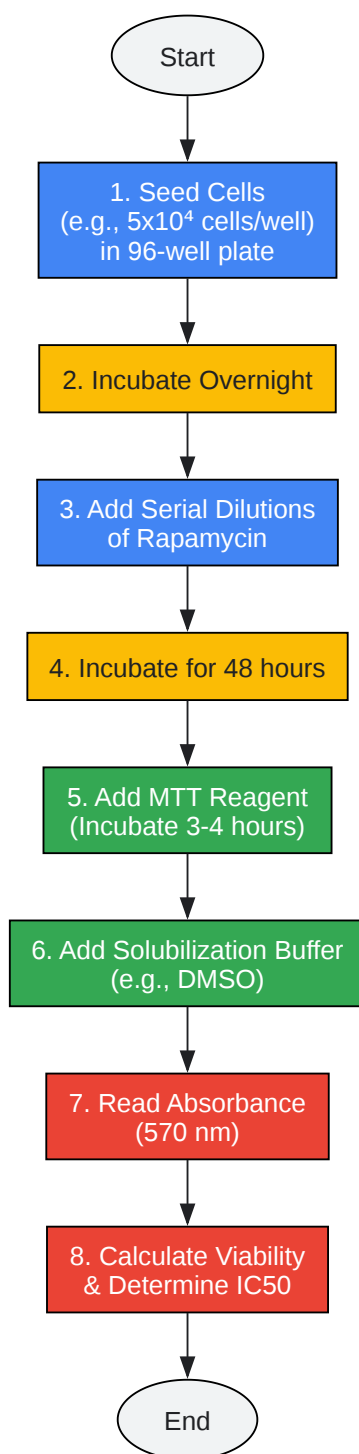 Start
1. Seed Cells
(e.g., 5x10⁴ cells/well)
in 96-well plate
2. Incubate Overnight
3. Add Serial Dilutions
of Rapamycin
4. Incubate for 48 hours
5. Add MTT Reagent
(Incubate 3-4 hours)
6. Add Solubilization Buffer
(e.g., DMSO)
7. Read Absorbance
(570 nm)
8. Calculate Viability
& Determine IC50
End